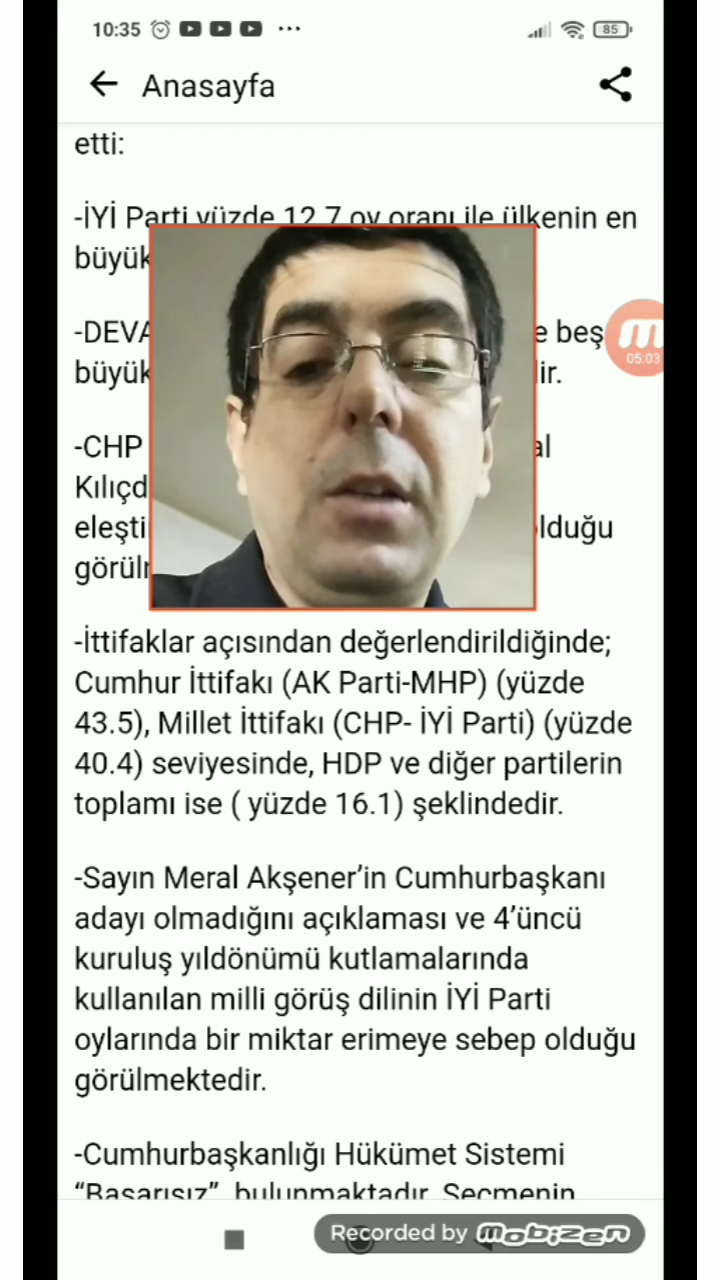 10:35
85
Anasayfa
etti:
-İYİ Parti yüzde 12.7 oy oranı ile ülkenin en
büyük
-DEVA beş
büyük
-CHP
eleşti olduğu
-İttifaklar açısından değerlendirildiğinde;
Cumhur İttifakı (AK Parti-MHP) (yüzde
43.5), Millet İttifakı (CHP- İYİ Parti) (yüzde
40.4) seviyesinde, HDP ve diğer partilerin
toplamı ise ( yüzde 16.1) şeklindedir.
-Sayın Meral Akşener’in Cumhurbaşkanı
adayı olmadığını açıklaması ve 4’üncü
kuruluş yıldönümü kutlamalarında
kullanılan milli görüş dilinin İYİ Parti
oylarında bir miktar erimeye sebep olduğu
görülmektedir.
-Cumhurbaşkanlığı Hükümet Sistemi
“Başarısız” bulunmaktadır. Seçmenin
05:03
Recorded by mobizen